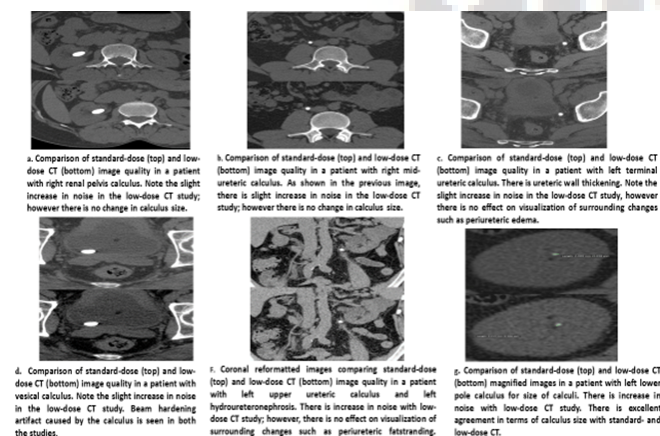 a. Comparison of standard-dose (top) and low-
dose CT (bottom) image quality in a patient
with right renal pelvis calculus. Note the slight
increase in noise in the low-dose CT study;
however there is no change in calculus size.
b. Comparison of standard-dose (top) and low-dose CT
(bottom) image quality in a patient with right mid-
ureteric calculus. As shown in the previous image,
there is slight increase in noise in the low-dose CT
study; however there is no change in calculus size.
c. Comparison of standard-dose (top) and low-dose CT
(bottom) image quality in a patient with left terminal
ureteric calculus. There is ureteric wall thickening. Note the
slight increase in noise in the low-dose CT study, however
there is no effect on visualization of surrounding changes
such as periureteric edema.
d. Comparison of standard-dose (top) and low-
dose CT (bottom) image quality in a patient with
vesical calculus. Note the slight increase in noise
in the low-dose CT study. Beam hardening
artifact caused by the calculus is seen in both
the studies.
F. Coronal reformatted images comparing standard-dose
(top) and low-dose CT (bottom) image quality in a patient
with left upper ureteric calculus and left
hydroureteronephrosis. There is increase in noise with low-
dose CT study; however, there is no effect on visualization of
surrounding changes such as periureteric fatstranding.
g. Comparison of standard-dose (top) and low-dose CT
(bottom) magnified images in a patient with left lower
pole calculus for size of calculi. There is increase in
noise with low-dose CT study. There is excellent
agreement in terms of calculus size with standard- and
low-dose CT.